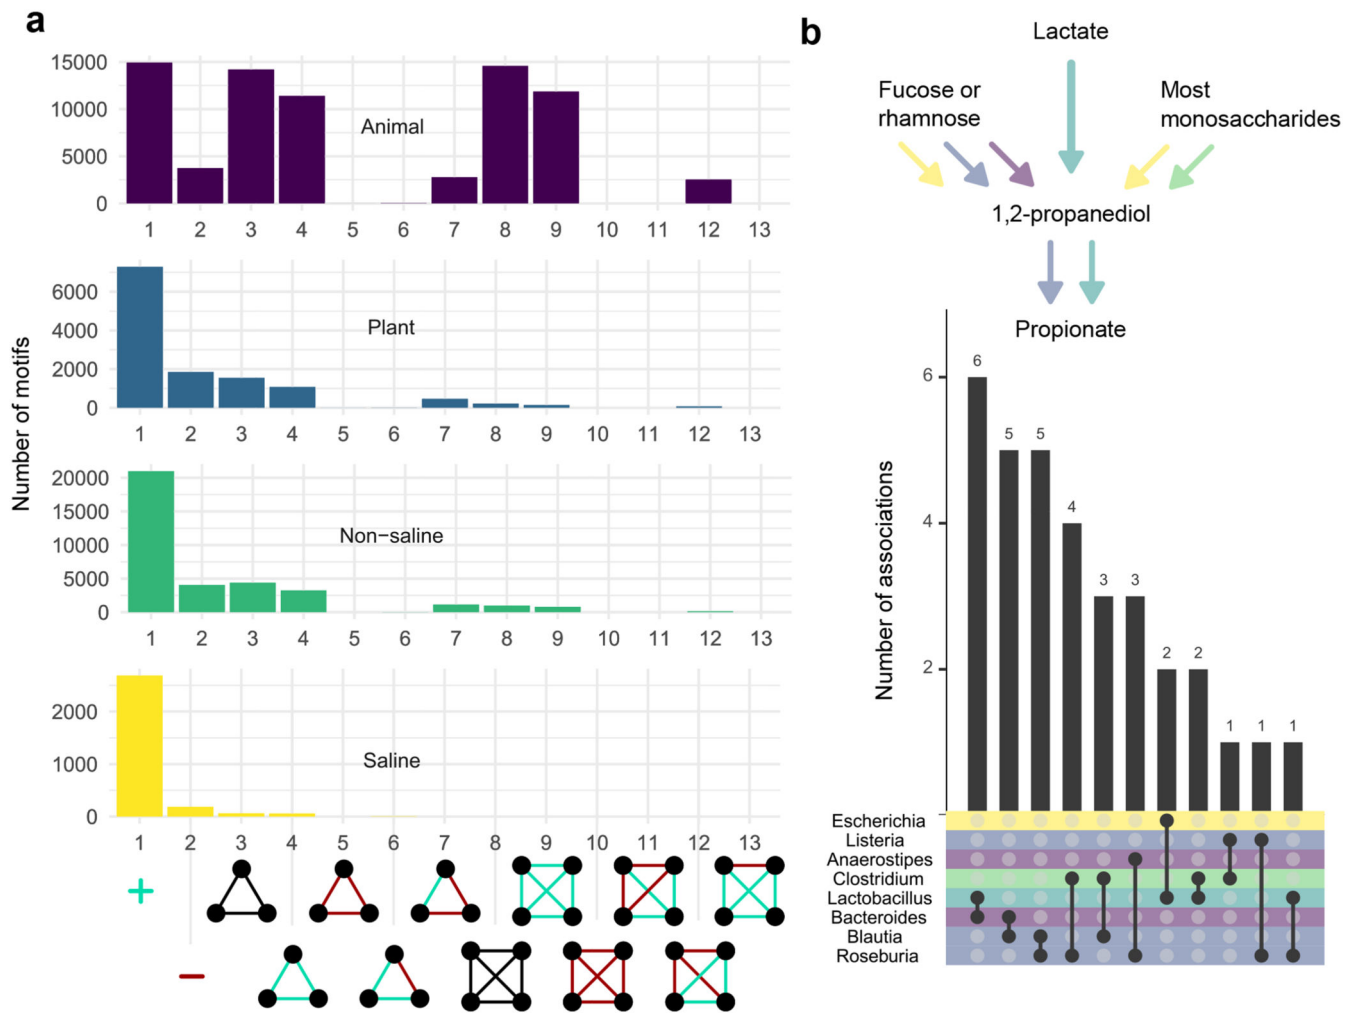 a
Number of motifs
15000
10000
5000
0
Animal
1 2 3 4 5 6 7 8 9 10 11 12 13
6000
4000
2000
0
Plant
1 2 3 4 5 6 7 8 9 10 11 12 13
20000
15000
10000
5000
0
Non−saline
1 2 3 4 5 6 7 8 9 10 11 12 13
2000
1000
0
Saline
1 2 3 4 5 6 7 8 9 10 11 12 13
+
−
b
Lactate
Fucose or
rhamnose
Most
monosaccharides
1,2-propanediol
Propionate
Number of associations
6
4
2
6 5 5 4 3 3 2 2 1 1 1
Escherichia
Listeria
Anaerostipes
Clostridium
Lactobacillus
Bacteroides
Blautia
Roseburia